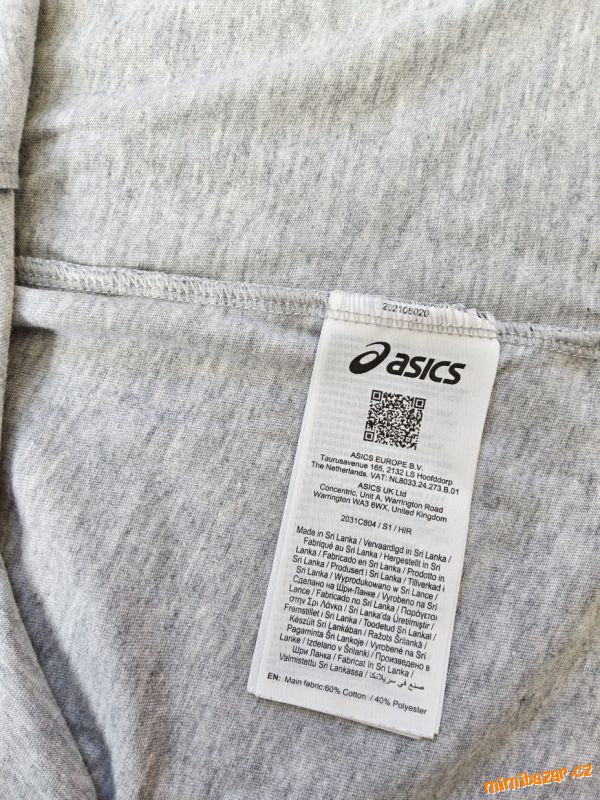 202108020
asics
ASICS EUROPE B.V.
Taurusavenue 165, 2132 LS Hoofddorp
The Netherlands. VAT: NL8033.24.273.B.01
ASICS UK Ltd
Concentric, Unit A, Warrington Road
Warrington WA3 6WX, United Kingdom
2031C804 / S1 / HIR
Made in Sri Lanka / Vervaardigd in Sri Lanka /
Fabriqué au Sri Lanka / Hergestellt in Sri
Lanka / Fabricado en Sri Lanka / Prodotto in
Sri Lanka / Produsert i Sri Lanka / Tillverkad i
Sri Lanka / Wyprodukowano w Sri Lance /
Сделано на Шри-Ланке / Vyrobeno na Srí
Lance / Fabricado no Sri Lanka / Παράγεται
στην Σρι Λάνκα / Sri Lanka'da Üretilmiştir /
Fremstillet i Sri Lanka / Toodetud Sri Lankal /
Készült Sri Lankában / Ražots Šrilankā /
Pagaminta Šri Lankoje / Vyrobené na Srí
Lanke / Izdelano v Šrilanki / Произведено в
Шри Ланка / Fabricat în Sri Lanka /
Valmistettu Sri Lankassa / صنع في سريلانكا
EN: Main fabric:60% Cotton / 40% Polyester
mimibazar.cz